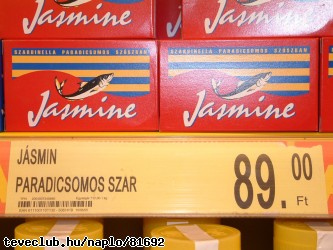 Jasmine
Jasmine
SZARDINELLA PARADICSOMOS SZÓSZBAN
SZARDINELLA PARADICSOMOS SZÓSZBAN
Jasmine
Jasmine
JÁSMIN
PARADICSOMOS SZAR
89.00
Ft
teveclub.hu/naplo/81692